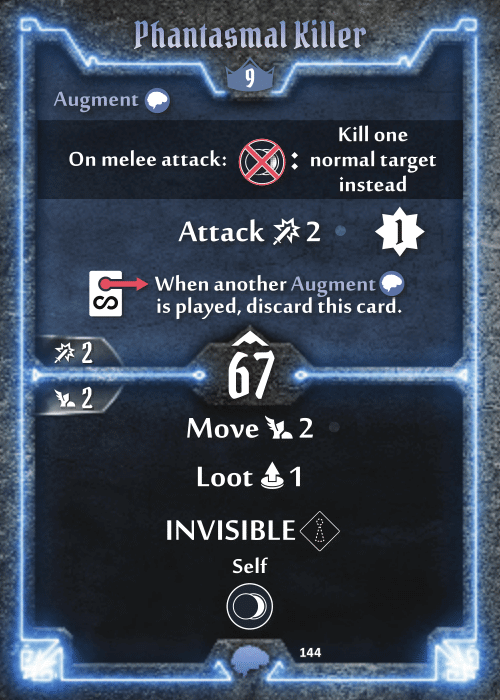 Phantasmal Killer
9
Augment
On melee attack: : Kill one
normal target
instead
Attack 2
1
When another Augment
is played, discard this card.
2
67
2
Move 2
Loot 1
INVISIBLE
Self
144